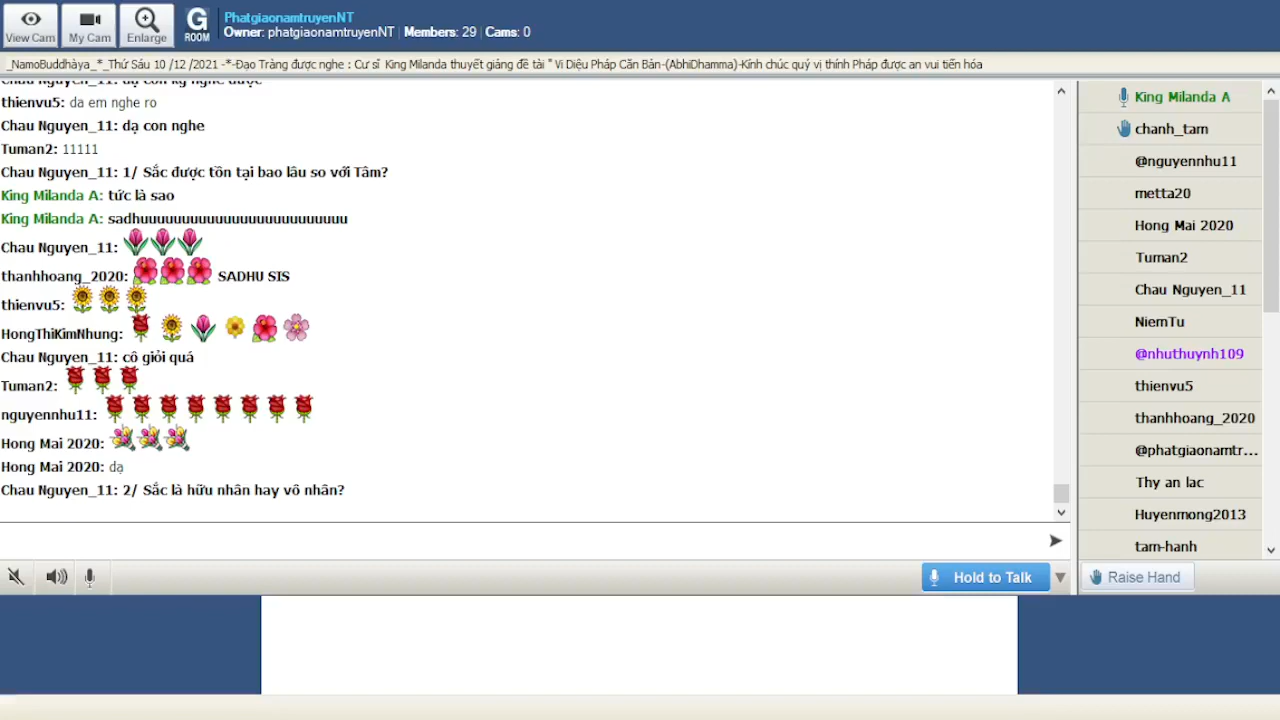 View Cam
My Cam
Enlarge
G
ROOM
PhatgiaonamtruyenNT
Owner: phatgiaonamtruyenNT | Members: 29 | Cams: 0
_NamoBuddhàya_*_Thứ Sáu 10 /12 /2021 -*-Đạo Tràng được nghe : Cư sĩ King Milanda thuyết giảng đề tài " Vi Diệu Pháp Căn Bản-(AbhiDhamma)-Kính chúc quý vị thính Pháp được an vui tiến hóa
thienvu5: da em nghe ro
Chau Nguyen_11: dạ con nghe
Tuman2: 11111
Chau Nguyen_11: 1/ Sắc được tồn tại bao lâu so với Tâm?
King Milanda A: tức là sao
King Milanda A: sadhuuuuuuuuuuuuuuuuuuuuuuuuu
Chau Nguyen_11:
thanhhoang_2020: SADHU SIS
thienvu5:
HongThiKimNhung:
Chau Nguyen_11: cô giỏi quá
Tuman2:
nguyennhu11:
Hong Mai 2020:
Hong Mai 2020: dạ
Chau Nguyen_11: 2/ Sắc là hữu nhân hay vô nhân?
Hold to Talk
King Milanda A
chanh_tam
@nguyennhu11
metta20
Hong Mai 2020
Tuman2
Chau Nguyen_11
NiemTu
@nhuthuynh109
thienvu5
thanhhoang_2020
@phatgiaonamtr...
Thy an lac
Huyenmong2013
tam-hanh
Raise Hand